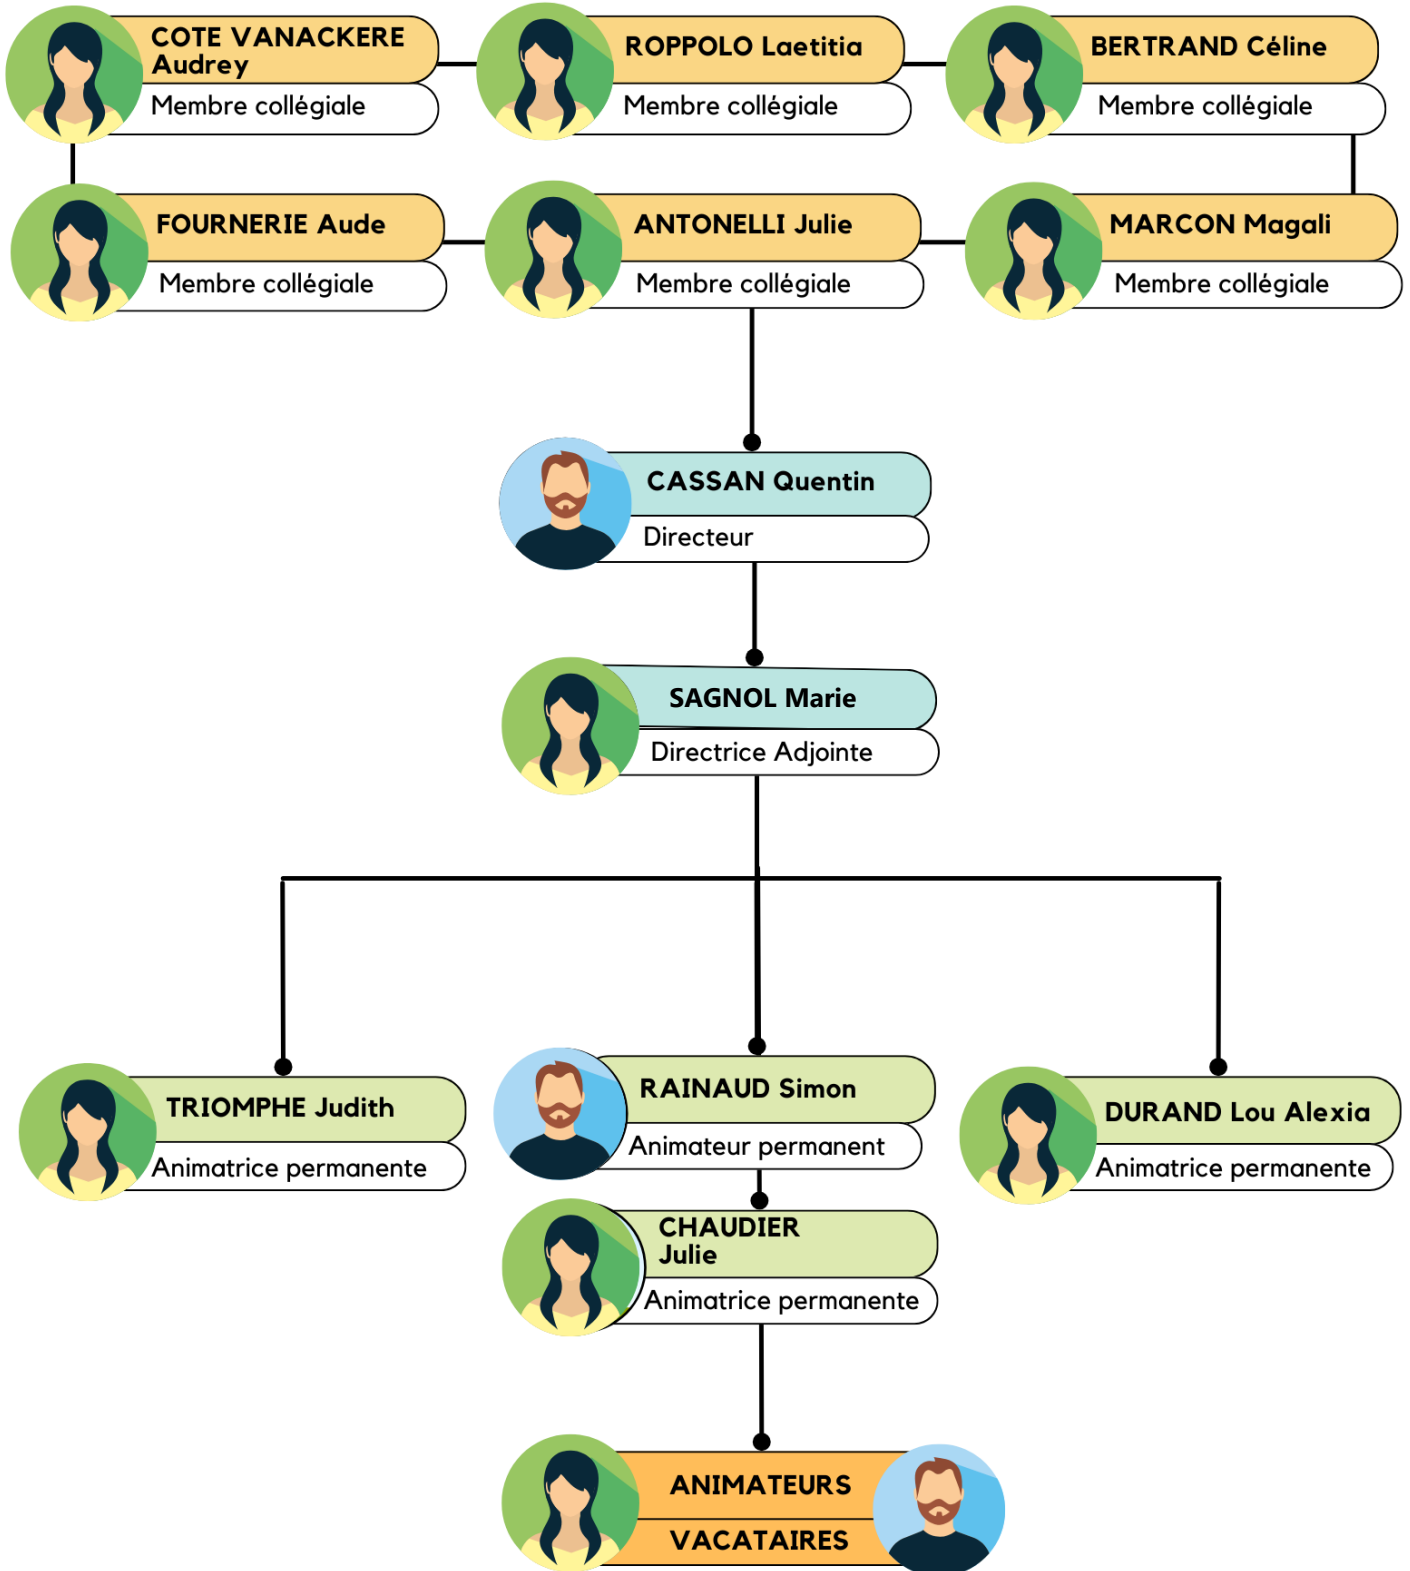 COTE VANACKERE
Audrey
Membre collégiale
ROPPOLO Laetitia
Membre collégiale
BERTRAND Céline
Membre collégiale
FOURNERIE Aude
Membre collégiale
ANTONELLI Julie
Membre collégiale
MARCON Magali
Membre collégiale
CASSAN Quentin
Directeur
SAGNOL Marie
Directrice Adjointe
TRIOMPHE Judith
Animatrice permanente
RAINAUD Simon
Animateur permanent
DURAND Lou Alexia
Animatrice permanente
CHAUDIER
Julie
Animatrice permanente
ANIMATEURS
VACATAIRES